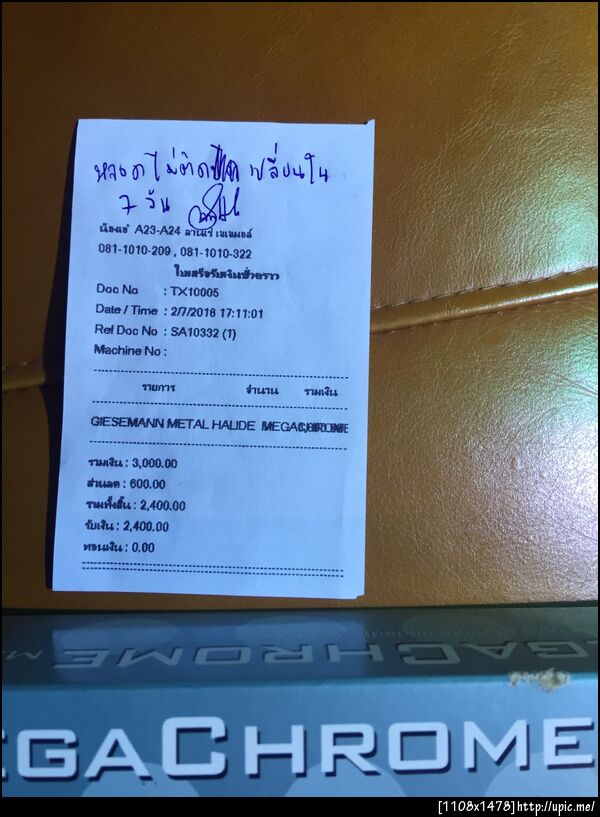 หลอดไม่ติด เปลี่ยนใน
7 วัน
น้องเอ๋ A23-A24 ลานเร่ เจเจมอล์
081-1010-209 , 081-1010-322
ใบเสร็จรับเงินชั่วคราว
Doc No : TX10005
Date / Time : 2/7/2016 17:11:01
Ref Doc No : SA10332 (1)
Machine No :
รายการ จำนวน รวมเงิน
GIESEMANN METAL HALIDE MEGACHROME
รวมเงิน : 3,000.00
ส่วนลด : 600.00
รวมทั้งสิ้น : 2,400.00
รับเงิน : 2,400.00
ทอนเงิน : 0.00
EGACHROME M
EGACHROME
[1108x1478]http://upic.me/